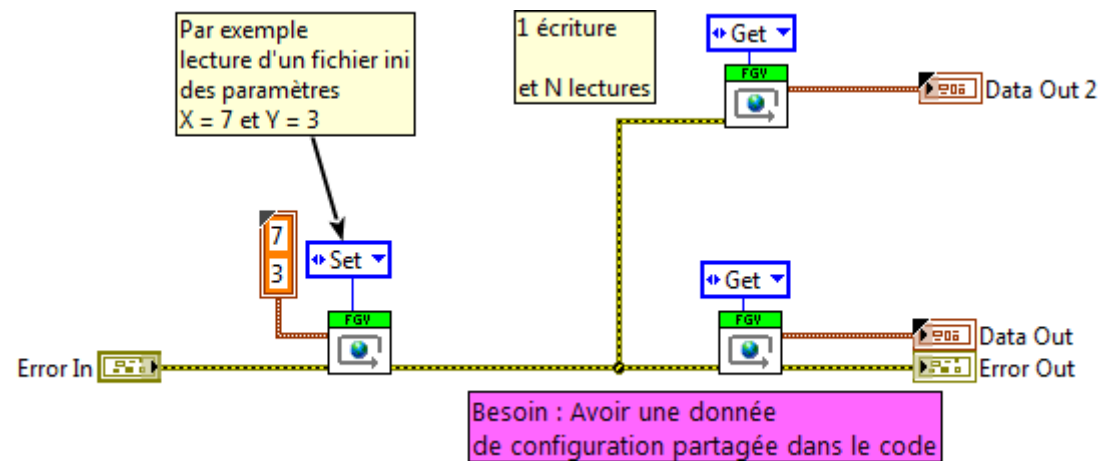 Par exemple
lecture d'un fichier ini
des paramètres
X = 7 et Y = 3
1 écriture
et N lectures
Get
FGV
Data Out 2
7
3
Set
FGV
Get
FGV
Data Out
Error In
Error Out
Besoin : Avoir une donnée
de configuration partagée dans le code